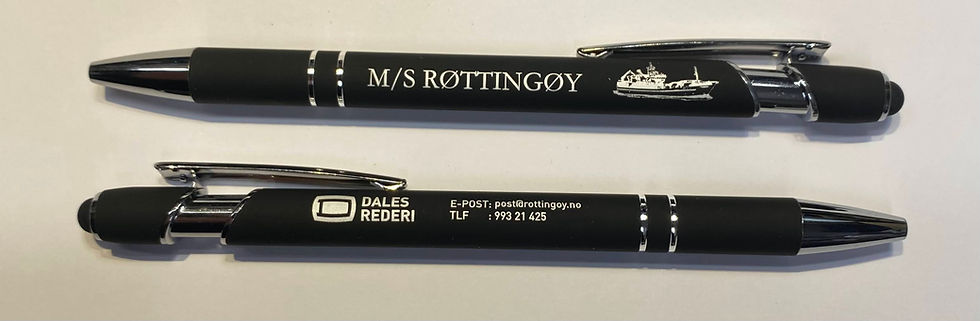 M/S RØTTINGØY
DALES
REDERI
E-POST: post@rottingoy.no
TLF : 993 21 425